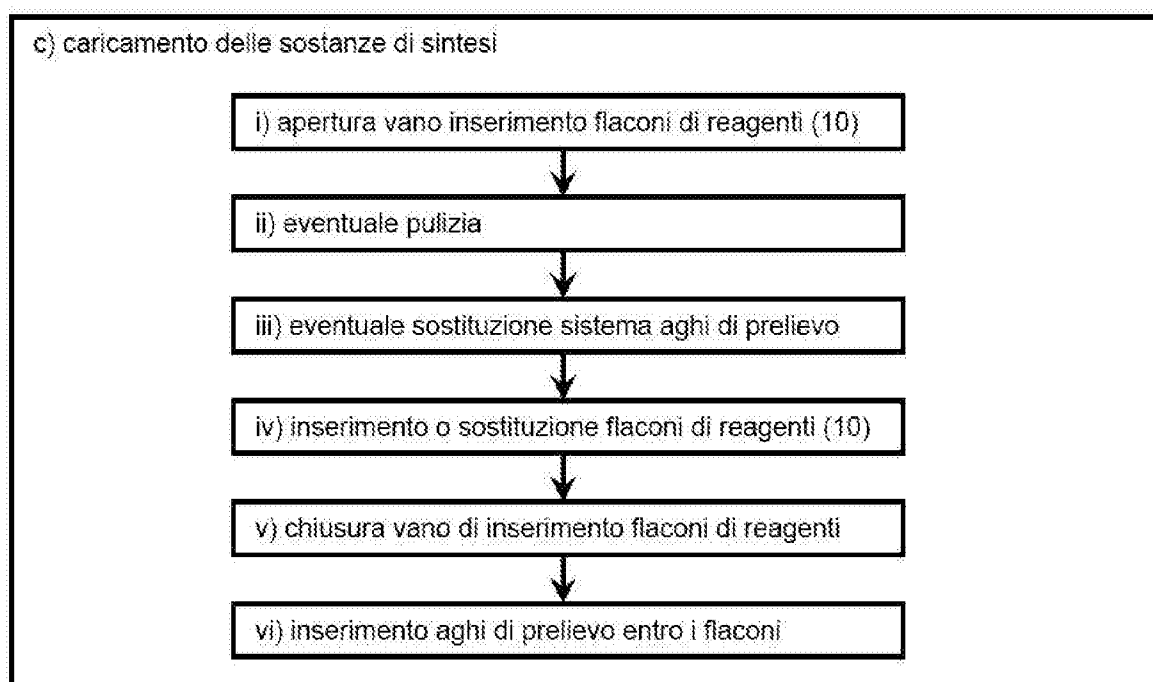 c) caricamento delle sostanze di sintesi
i) apertura vano inserimento flaconi di reagenti (10)
ii) eventuale pulizia
iii) eventuale sostituzione sistema aghi di prelievo
iv) inserimento o sostituzione flaconi di reagenti (10)
v) chiusura vano di inserimento flaconi di reagenti
vi) inserimento aghi di prelievo entro i flaconi